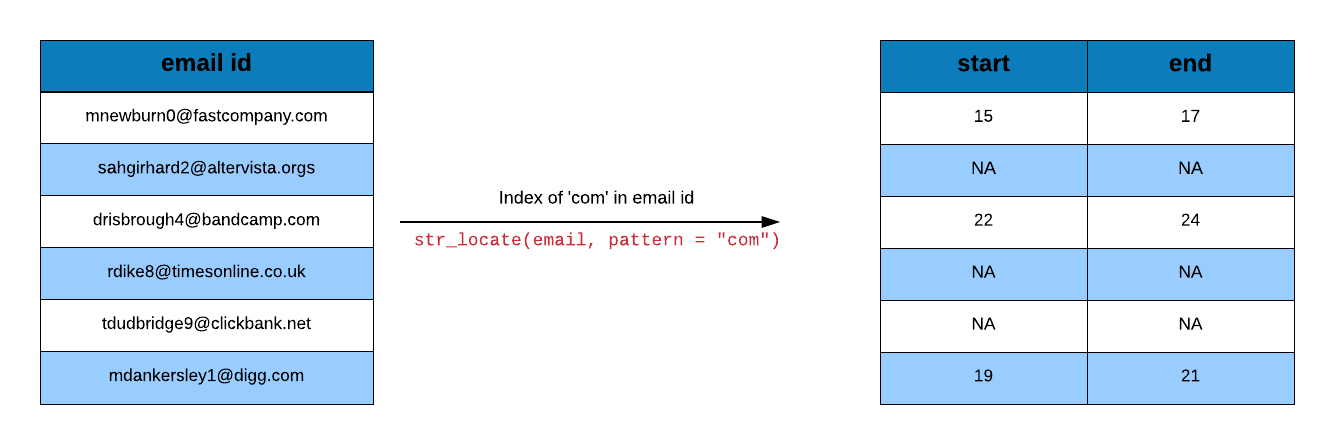 email id
mnewburn0@fastcompany.com
sahgirhard2@altervista.orgs
drisbrough4@bandcamp.com
rdike8@timesonline.co.uk
tdudbridge9@clickbank.net
mdankersley1@digg.com
Index of 'com' in email id
str_locate(email, pattern = "com")
start end
15 17
NA NA
22 24
NA NA
NA NA
19 21